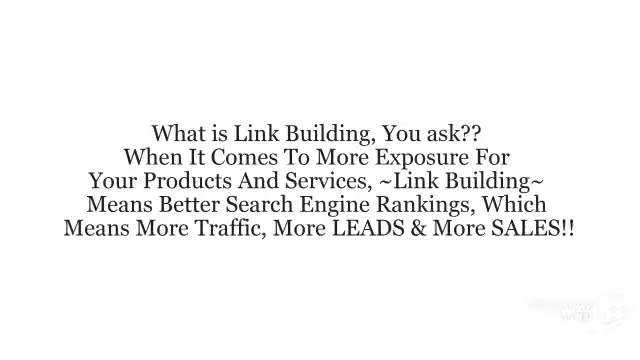 What is Link Building, You ask??
When It Comes To More Exposure For
Your Products And Services, ~Link Building~
Means Better Search Engine Rankings, Which
Means More Traffic, More LEADS & More SALES!!